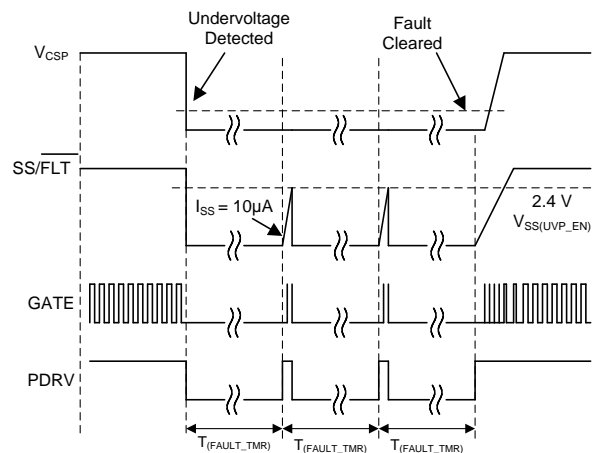 Undervoltage
Detected
Fault
Cleared
VCSP
SS/FLT
ISS = 10µA
2.4 V
VSS(UVP_EN)
GATE
PDRV
T(FAULT_TMR)
T(FAULT_TMR)
T(FAULT_TMR)